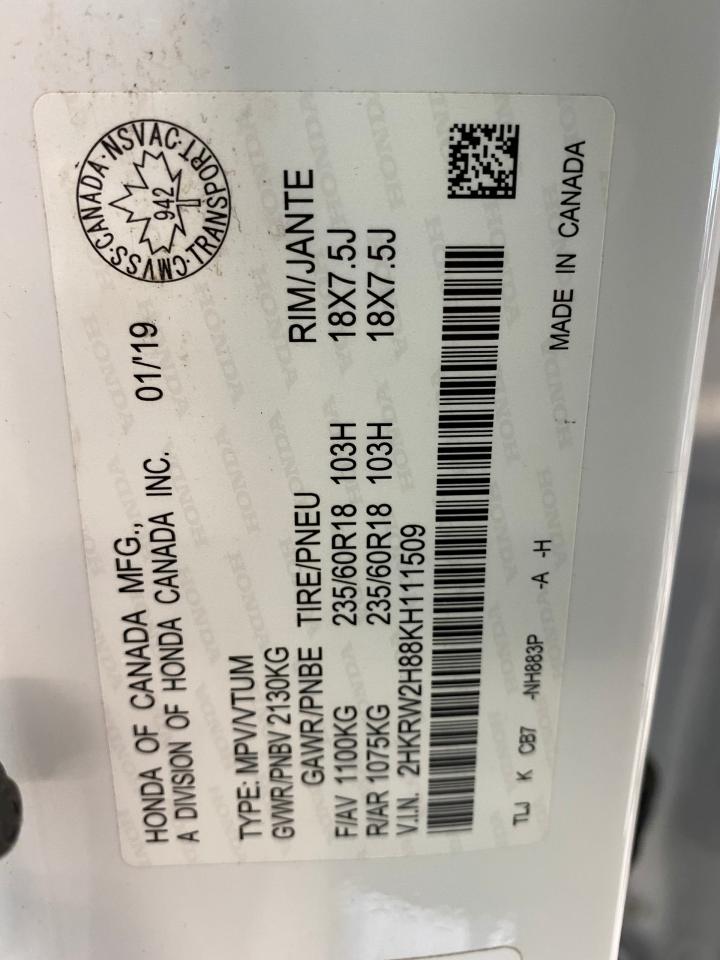 HONDA OF CANADA MFG.,
A DIVISION OF HONDA CANADA INC. 01/'19
CMVSS·CANADA·NSVAC·TRANSPORT·
942
TYPE: MPV/VTUM
GVWR/PNBV 2130KG
GAWR/PNBE TIRE/PNEU RIM/JANTE
F/AV 1100KG 235/60R18 103H 18X7.5J
R/AR 1075KG 235/60R18 103H 18X7.5J
V.I.N. 2HKRW2H88KH111509
TLJ K CB7 -NH883P -A -H MADE IN CANADA